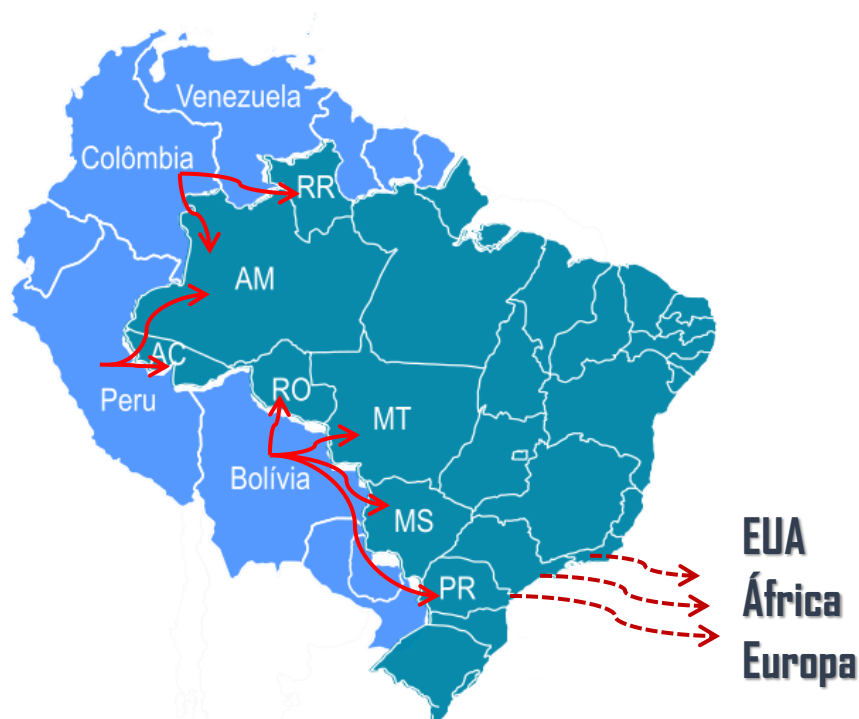 Venezuela
Colômbia
RR
AM
AC
Peru
RO
MT
Bolívia
MS
PR
EUA
África
Europa